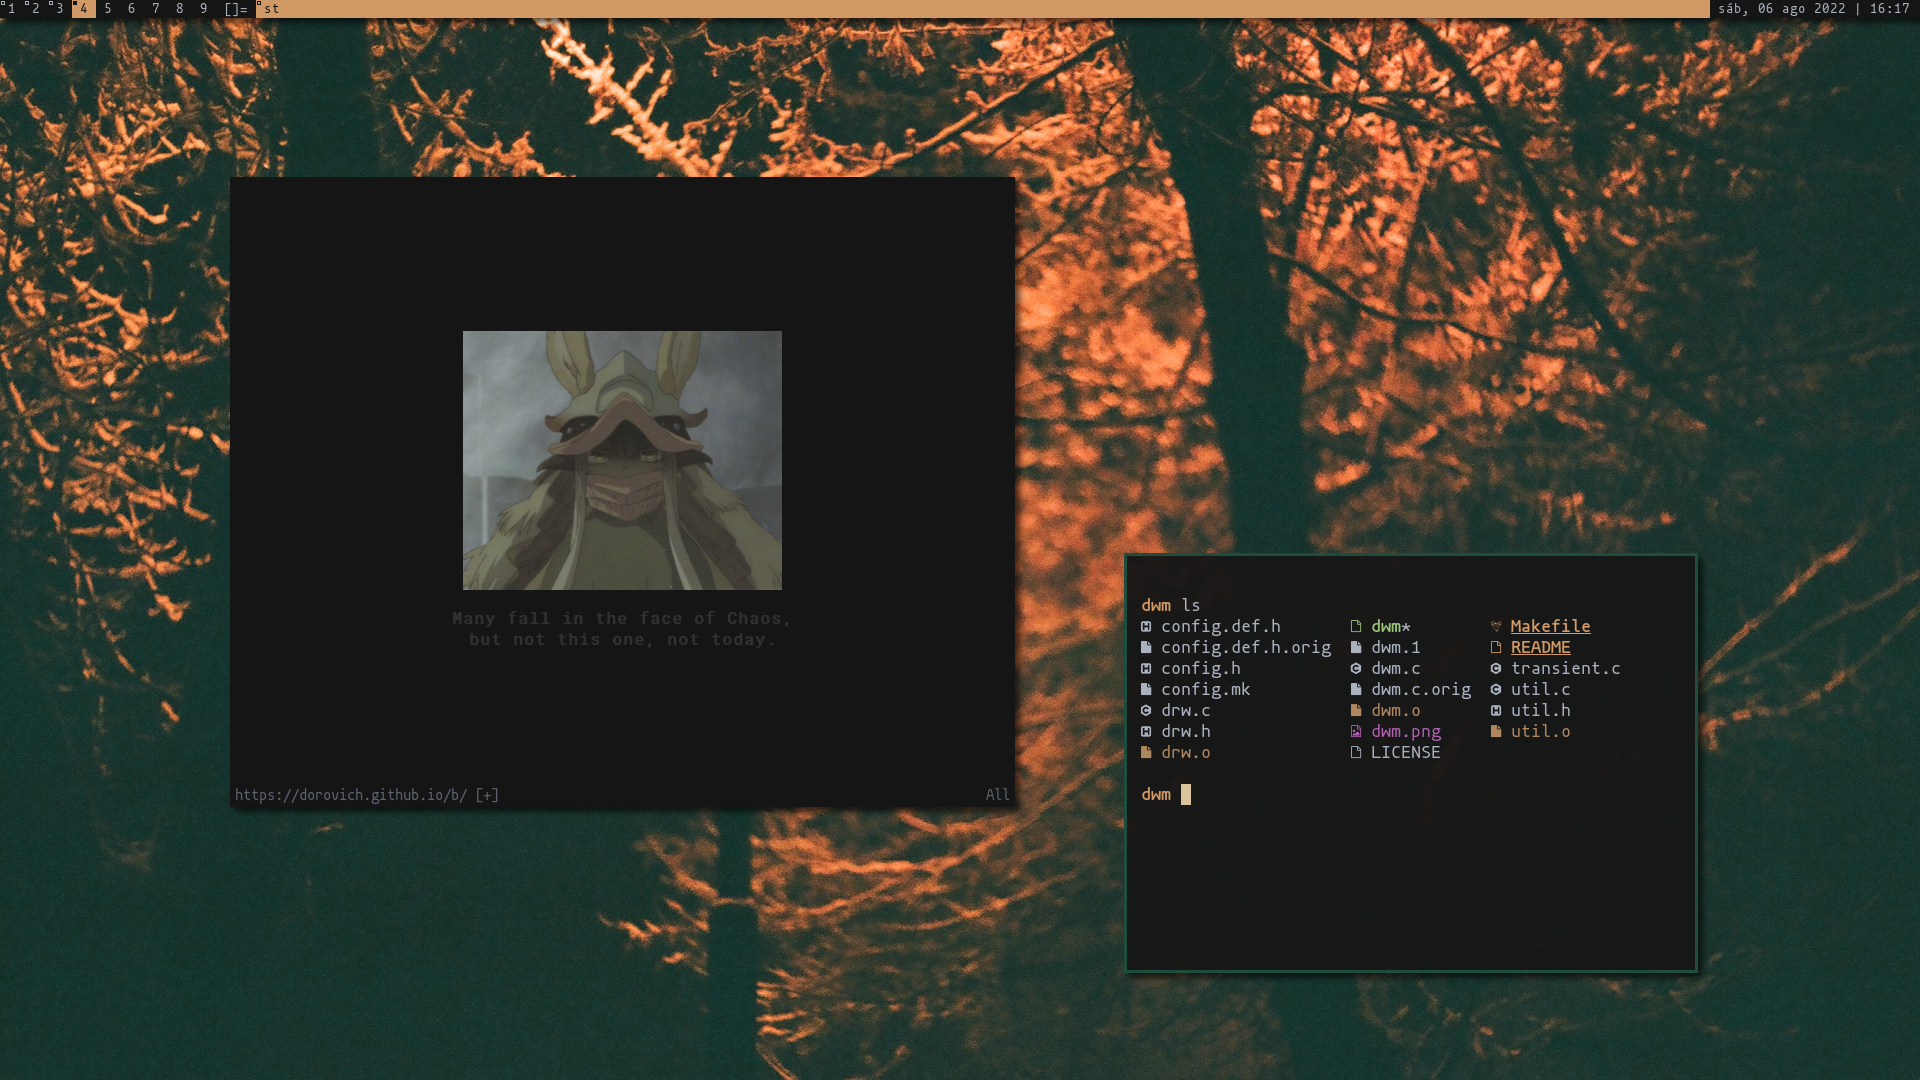 1 2 3 4 5 6 7 8 9 []= st sáb, 06 ago 2022 | 16:17
Many fall in the face of Chaos,
but not this one, not today.
https://dorovich.github.io/b/ [+] All
dwm ls
config.def.h dwm* Makefile
config.def.h.orig dwm.1 README
config.h dwm.c transient.c
config.mk dwm.c.orig util.c
drw.c dwm.o util.h
drw.h dwm.png util.o
drw.o LICENSE
dwm